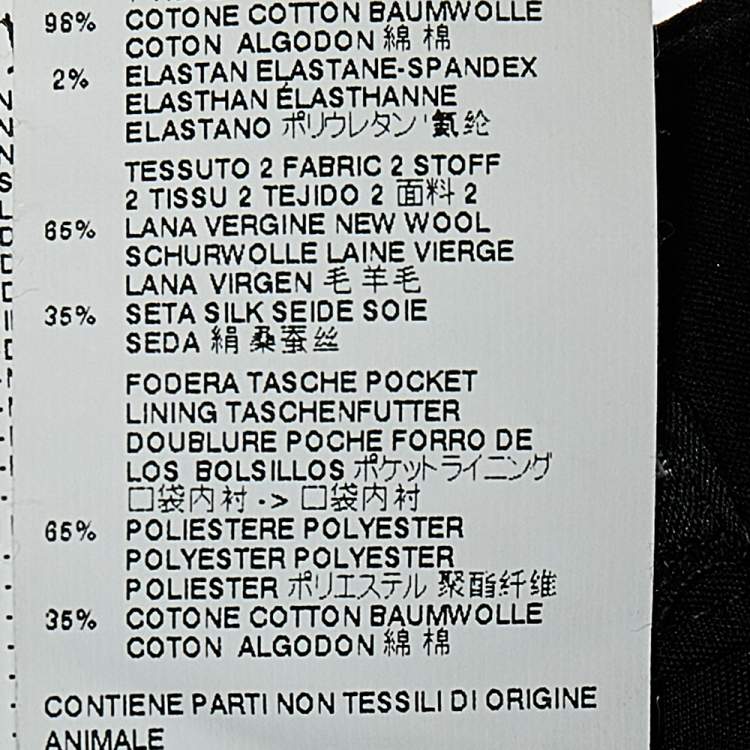 96% COTONE COTTON BAUMWOLLE
COTON ALGODON 綿 棉
2% ELASTAN ELASTANE-SPANDEX
ELASTHAN ÉLASTHANNE
ELASTANO ポリウレタン 氨纶
TESSUTO 2 FABRIC 2 STOFF
2 TISSU 2 TEJIDO 2 面料 2
65% LANA VERGINE NEW WOOL
SCHURWOLLE LAINE VIERGE
LANA VIRGEN 毛 羊毛
35% SETA SILK SEIDE SOIE
SEDA 絹 桑蚕丝
FODERA TASCHE POCKET
LINING TASCHENFUTTER
DOUBLURE POCHE FORRO DE
LOS BOLSILLOS ポケットライニング
口袋内衬 -> 口袋内衬
65% POLIESTERE POLYESTER
POLYESTER POLYESTER
POLIESTER ポリエステル 聚酯纤维
35% COTONE COTTON BAUMWOLLE
COTON ALGODON 綿 棉
CONTIENE PARTI NON TESSILI DI ORIGINE
ANIMALE